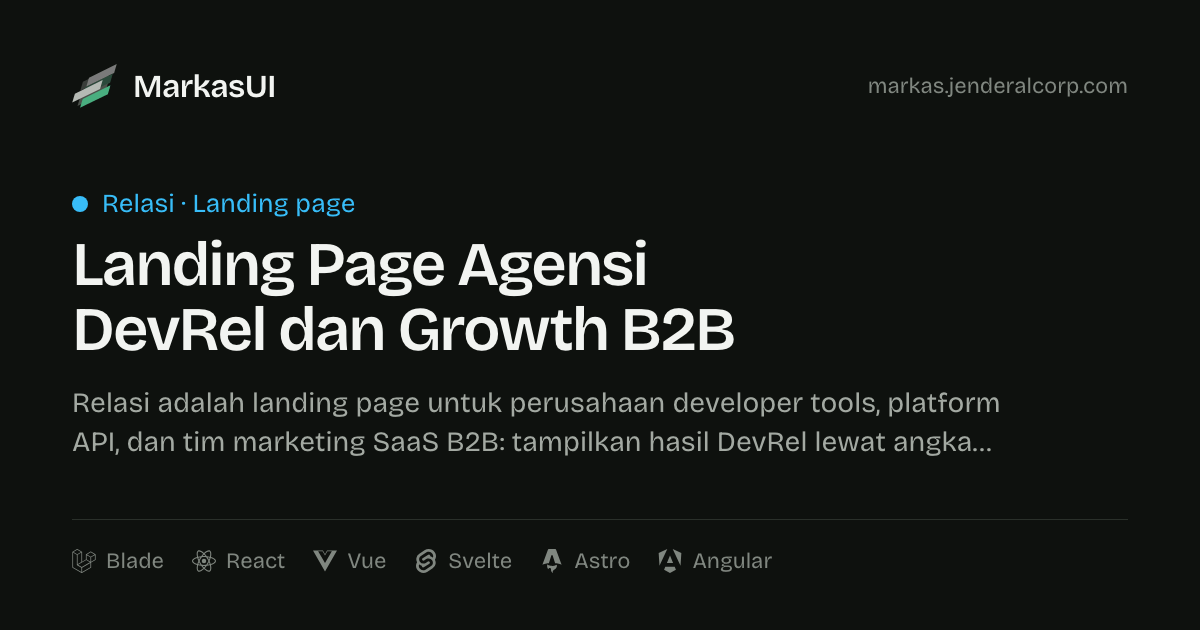 MarkasUI
markas.jenderalcorp.com
Relasi · Landing page
Landing Page Agensi
DevRel dan Growth B2B
Relasi adalah landing page untuk perusahaan developer tools, platform
API, dan tim marketing SaaS B2B: tampilkan hasil DevRel lewat angka...
Blade React Vue Svelte Astro Angular